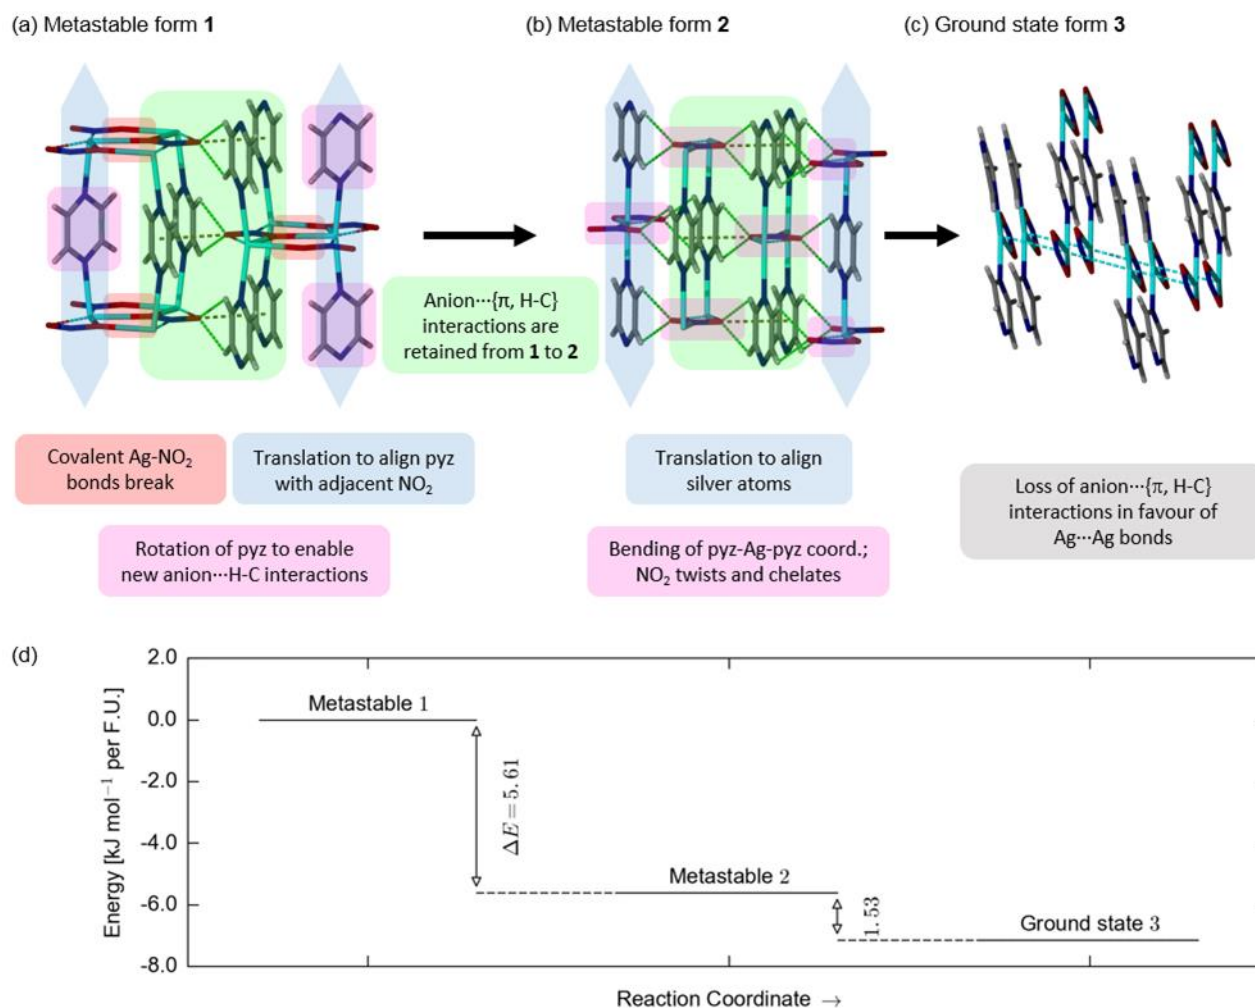 (a) Metastable form 1
(b) Metastable form 2
(c) Ground state form 3
Anion···{π, H-C}
interactions are
retained from 1 to 2
Covalent Ag-NO₂
bonds break
Translation to align pyz
with adjacent NO₂
Rotation of pyz to enable
new anion···H-C interactions
Translation to align
silver atoms
Bending of pyz-Ag-pyz coord.;
NO₂ twists and chelates
Loss of anion···{π, H-C}
interactions in favour of
Ag···Ag bonds
(d)
Energy [kJ mol⁻¹ per F.U.]
2.0
0.0
-2.0
-4.0
-6.0
-8.0
Metastable 1
ΔE = 5.61
Metastable 2
1.53
Ground state 3
Reaction Coordinate →